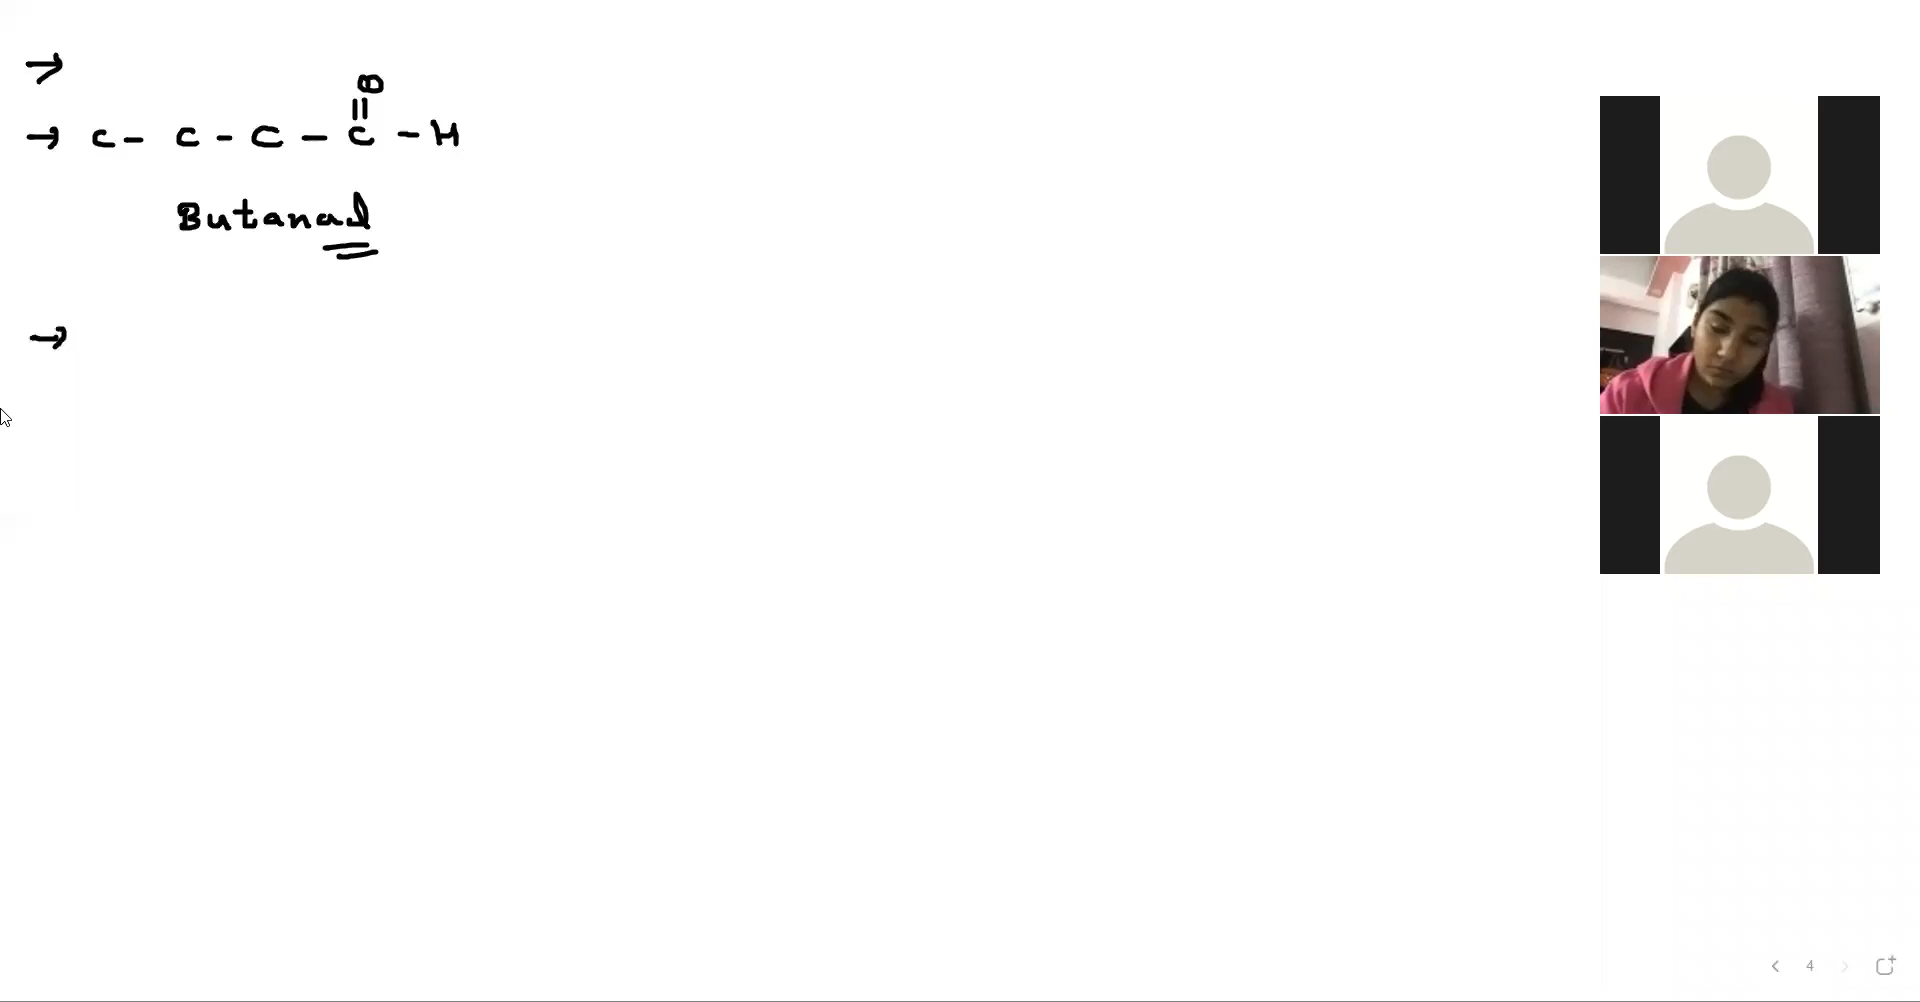 →
O
||
→ C - C - C - C - H
Butanal
→
4